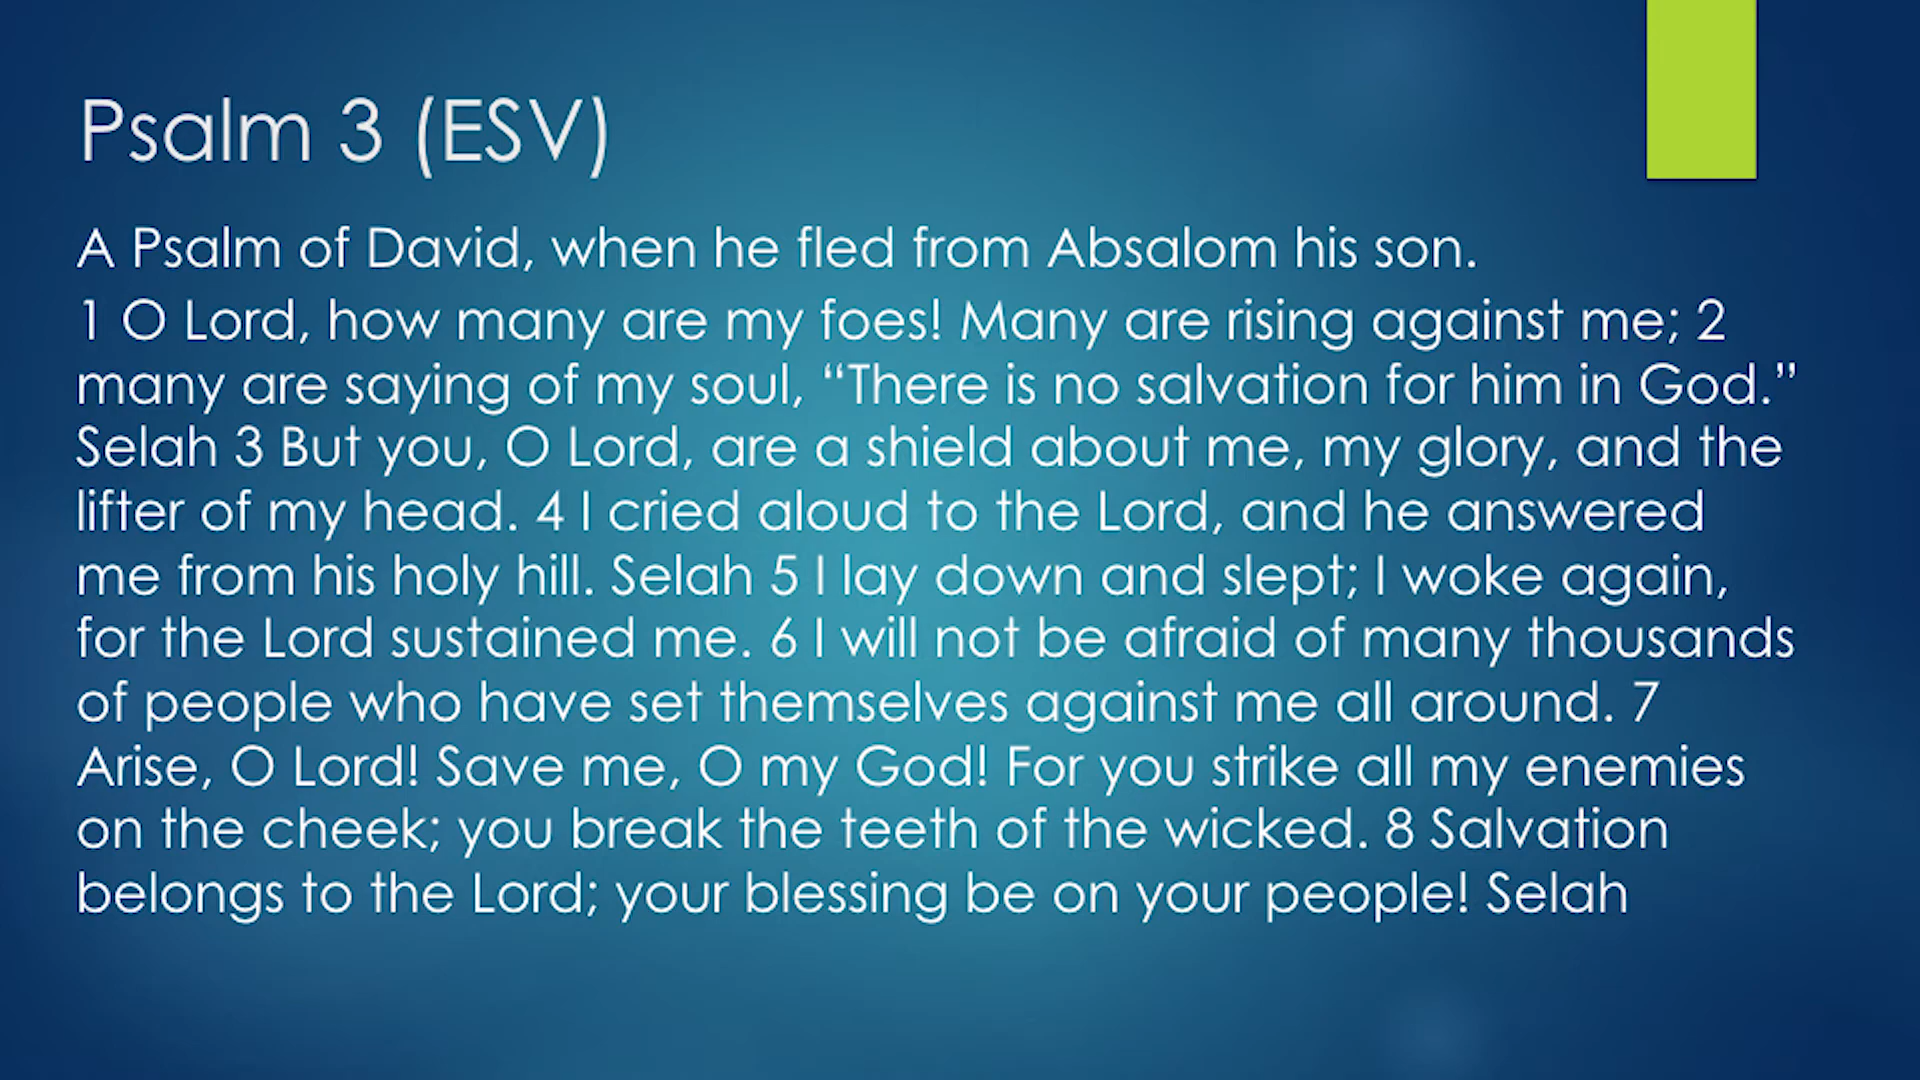 Psalm 3 (ESV)
A Psalm of David, when he fled from Absalom his son.
1 O Lord, how many are my foes! Many are rising against me; 2
many are saying of my soul, “There is no salvation for him in God.”
Selah 3 But you, O Lord, are a shield about me, my glory, and the
lifter of my head. 4 I cried aloud to the Lord, and he answered
me from his holy hill. Selah 5 I lay down and slept; I woke again,
for the Lord sustained me. 6 I will not be afraid of many thousands
of people who have set themselves against me all around. 7
Arise, O Lord! Save me, O my God! For you strike all my enemies
on the cheek; you break the teeth of the wicked. 8 Salvation
belongs to the Lord; your blessing be on your people! Selah